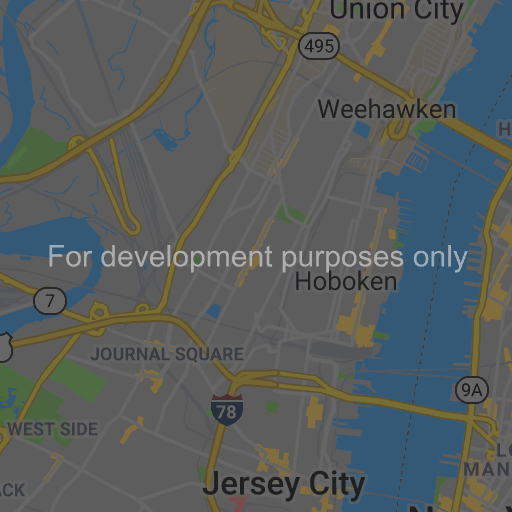 Union City
495
Weehawken
H
For development purposes only
7
Hoboken
JOURNAL SQUARE
9A
78
WEST SIDE
LO
MAN
ACK
Jersey City